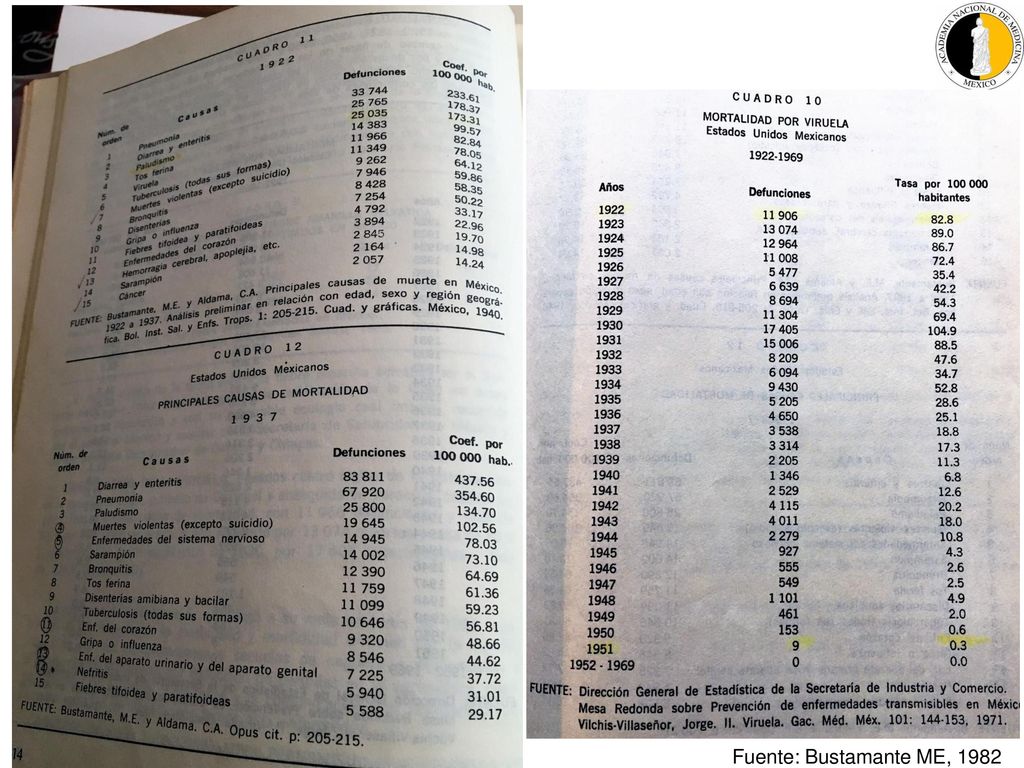 CUADRO 11
1922
Núm. de orden Causas Defunciones Coef. por 100 000 hab.
1 Pneumonia 33 744 233.61
2 Diarrea y enteritis 25 765 178.37
3 Paludismo 25 035 173.31
4 Tos ferina 14 383 99.57
5 Viruela 11 966 82.84
6 Tuberculosis (todas sus formas) 11 349 78.05
7 Muertes violentas (excepto suicidio) 9 262 64.12
8 Bronquitis 7 946 59.86
9 Disenterias 8 428 58.35
10 Gripa o influenza 7 254 50.22
11 Fiebres tifoidea y paratifoideas 4 792 33.17
12 Enfermedades del corazón 3 894 22.96
13 Hemorragia cerebral, apoplejia, etc. 2 845 19.70
14 Sarampión 2 164 14.98
15 Cáncer 2 057 14.24
FUENTE: Bustamante, M.E. y Aldama, C.A. Principales causas de muerte en México.
1922 a 1937. Análisis preliminar en relación con edad, sexo y región geográ-
fica. Bol. Inst. Sal. y Enfs. Trops. 1: 205-215. Cuad. y gráficas. México, 1940.
CUADRO 12
Estados Unidos Mexicanos
PRINCIPALES CAUSAS DE MORTALIDAD
1937
Núm. de orden Causas Defunciones Coef. por 100 000 hab.
1 Diarrea y enteritis 83 811 437.56
2 Pneumonia 67 920 354.60
3 Paludismo 25 800 134.70
4 Muertes violentas (excepto suicidio) 19 645 102.56
5 Enfermedades del sistema nervioso 14 945 78.03
6 Sarampión 14 002 73.10
7 Bronquitis 12 390 64.69
8 Tos ferina 11 759 61.36
9 Disenterias amibiana y bacilar 11 099 59.23
10 Tuberculosis (todas sus formas) 10 646 56.81
11 Enf. del corazón 9 320 48.66
12 Gripa o influenza 8 546 44.62
13 Enf. del aparato urinario y del aparato genital 7 225 37.72
14 Nefritis 5 940 31.01
15 Fiebres tifoidea y paratifoideas 5 588 29.17
FUENTE: Bustamante, M.E. y Aldama, C.A. Opus cit. p: 205-215.
14
ACADEMIA NACIONAL DE MEDICINA
MEXICO
CUADRO 10
MORTALIDAD POR VIRUELA
Estados Unidos Mexicanos
1922-1969
Años Defunciones Tasa por 100 000 habitantes
1922 11 906 82.8
1923 13 074 89.0
1924 12 964 86.7
1925 11 008 72.4
1926 5 477 35.4
1927 6 639 42.2
1928 8 694 54.3
1929 11 304 69.4
1930 17 405 104.9
1931 15 006 88.5
1932 8 209 47.6
1933 6 094 34.7
1934 9 430 52.8
1935 5 205 28.6
1936 4 650 25.1
1937 3 538 18.8
1938 3 314 17.3
1939 2 205 11.3
1940 1 346 6.8
1941 2 529 12.6
1942 4 115 20.2
1943 4 011 18.0
1944 2 279 10.8
1945 927 4.3
1946 555 2.6
1947 549 2.5
1948 1 101 4.9
1949 461 2.0
1950 153 0.6
1951 9 0.3
1952 - 1969 0 0.0
FUENTE: Dirección General de Estadística de la Secretaría de Industria y Comercio.
Mesa Redonda sobre Prevención de enfermedades transmisibles en Méxic
Vilchis-Villaseñor, Jorge. II. Viruela. Gac. Méd. Méx. 101: 144-153, 1971.
Fuente: Bustamante ME, 1982